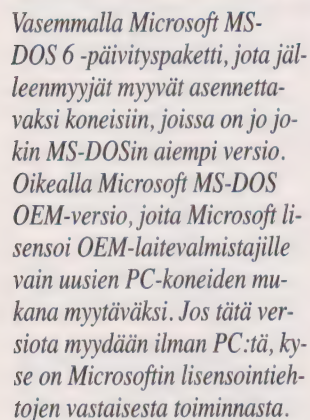 Vasemmalla Microsoft MS-
DOS 6 -päivityspaketti, jota jäl-
leenmyyjät myyvät asennetta-
vaksi koneisiin, joissa on jo jo-
kin MS-DOSin aiempi versio.
Oikealla Microsoft MS-DOS
OEM-versio, joita Microsoft li-
sensoi OEM-laitevalmistajille
vain uusien PC-koneiden mu-
kana myytäväksi. Jos tätä ver-
siota myydään ilman PC:tä, ky-
se on Microsoftin lisensointieh-
tojen vastaisesta toiminnasta.